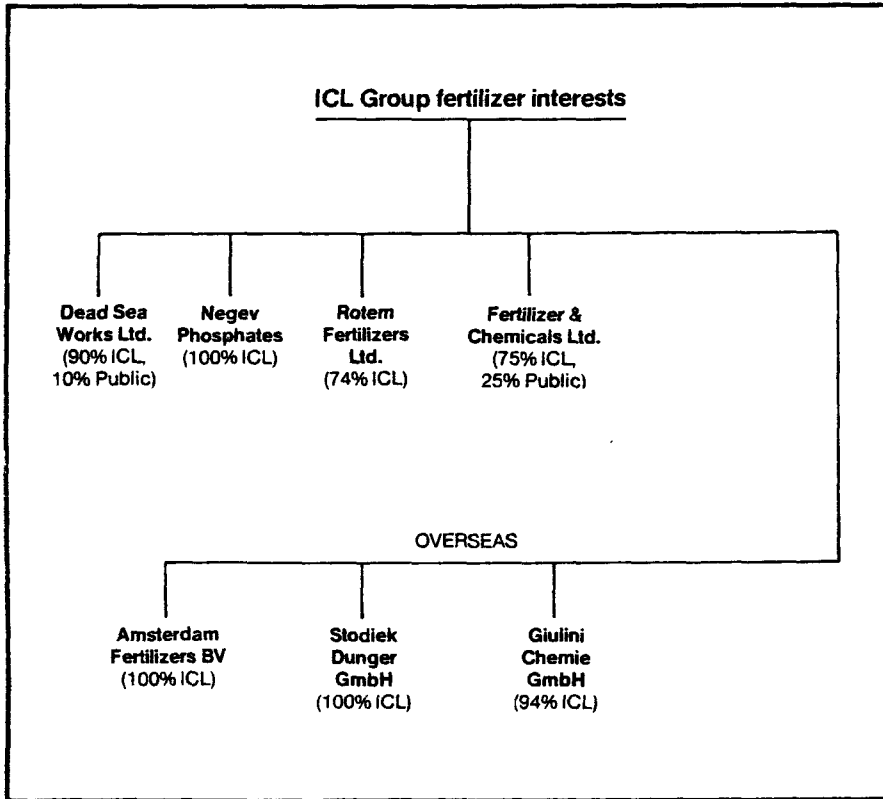 ICL Group fertilizer interests
Dead Sea
Works Ltd.
(90% ICL,
10% Public)
Negev
Phosphates
(100% ICL)
Rotem
Fertilizers
Ltd.
(74% ICL)
Fertilizer &
Chemicals Ltd.
(75% ICL,
25% Public)
OVERSEAS
Amsterdam
Fertilizers BV
(100% ICL)
Stodiek
Dunger
GmbH
(100% ICL)
Giulini
Chemie
GmbH
(94% ICL)